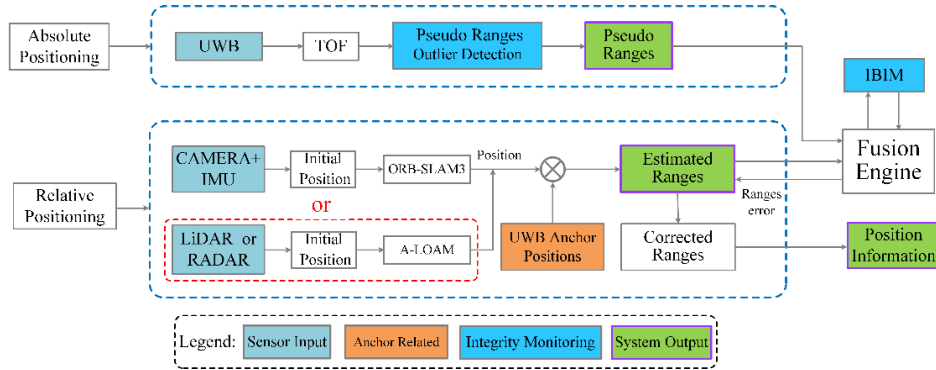 Absolute
Positioning
UWB
TOF
Pseudo Ranges
Outlier Detection
Pseudo
Ranges
IBIM
Fusion
Engine
Relative
Positioning
CAMERA+
IMU
Initial
Position
ORB-SLAM3
Position
Estimated
Ranges
Ranges
error
or
LiDAR or
RADAR
Initial
Position
A-LOAM
UWB Anchor
Positions
Corrected
Ranges
Position
Information
Legend:
Sensor Input
Anchor Related
Integrity Monitoring
System Output